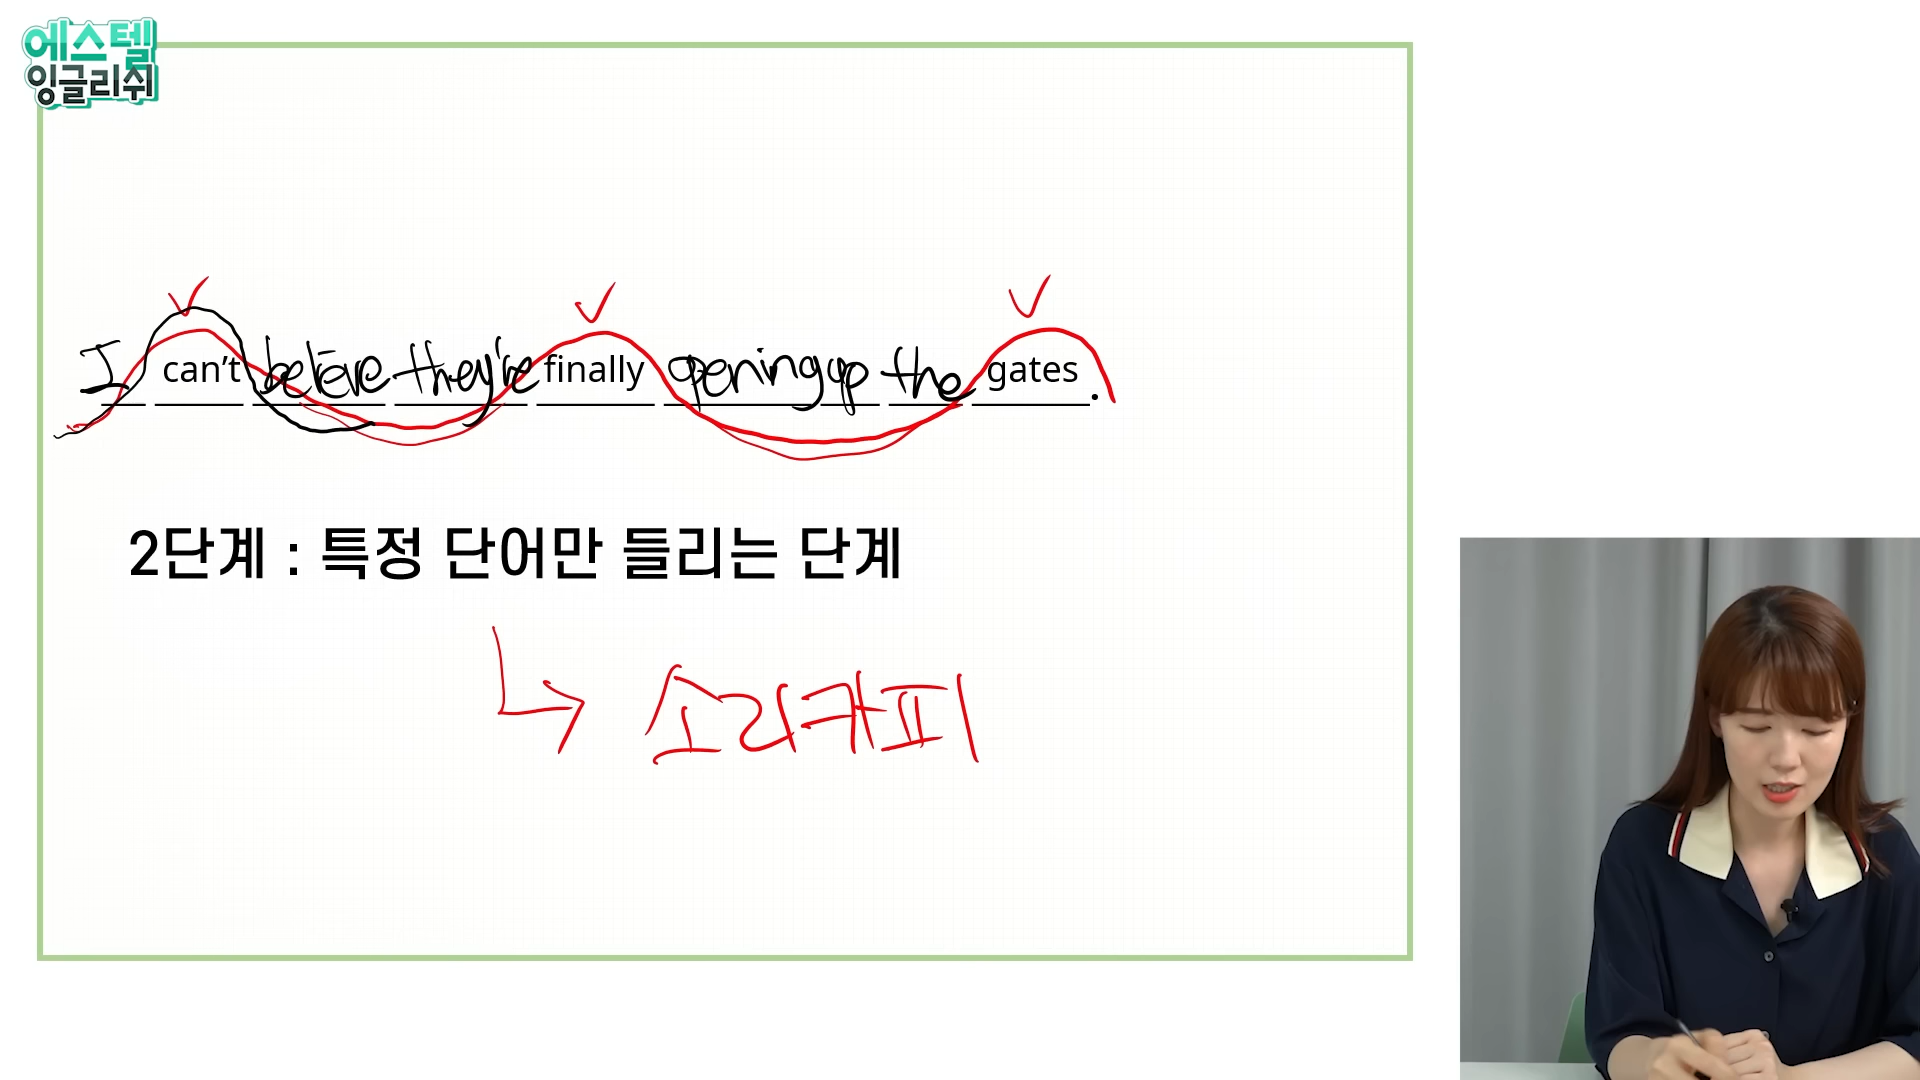 에스텔
잉글리쉬
I can't believe they're finally opening up the gates.
2단계 : 특정 단어만 들리는 단계
소리카피